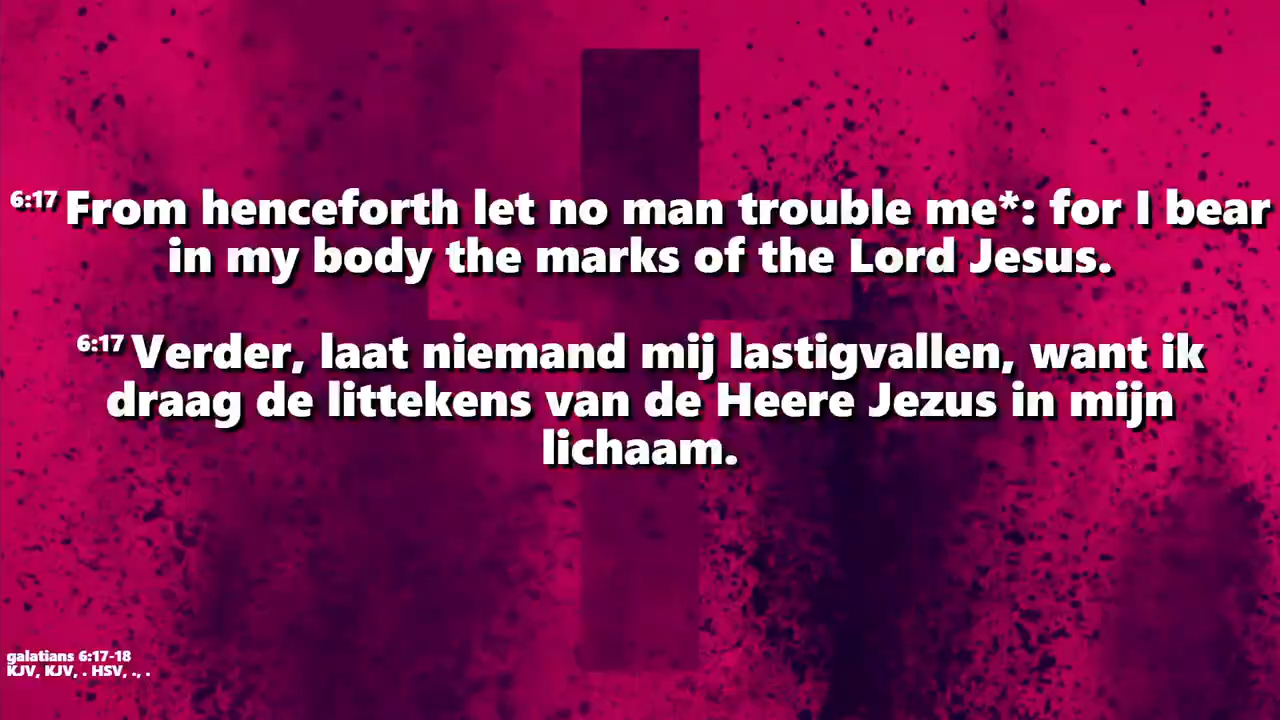 6:17 From henceforth let no man trouble me*: for I bear
in my body the marks of the Lord Jesus.
6:17 Verder, laat niemand mij lastigvallen, want ik
draag de littekens van de Heere Jezus in mijn
lichaam.
galatians 6:17-18
KJV, KJV, . HSV, ., .